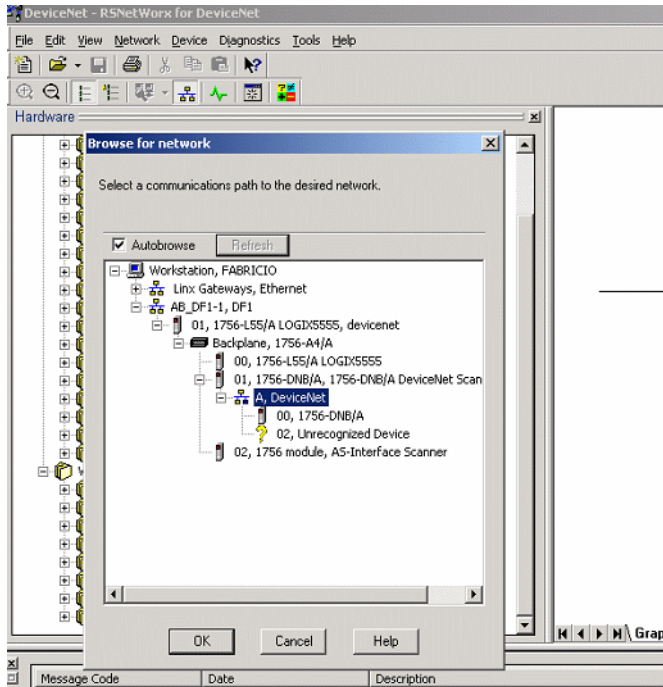 DeviceNet - RSNetWorx for DeviceNet
File Edit View Network Device Diagnostics Tools Help
Hardware
Browse for network
Select a communications path to the desired network.
Autobrowse Refresh
Workstation, FABRICIO
Linx Gateways, Ethernet
AB_DF1-1, DF1
01, 1756-L55/A LOGIX5555, devicenet
Backplane, 1756-A4/A
00, 1756-L55/A LOGIX5555
01, 1756-DNB/A, 1756-DNB/A DeviceNet Scan
A, DeviceNet
00, 1756-DNB/A
02, Unrecognized Device
02, 1756 module, AS-Interface Scanner
OK Cancel Help
Grap
Message Code Date Description